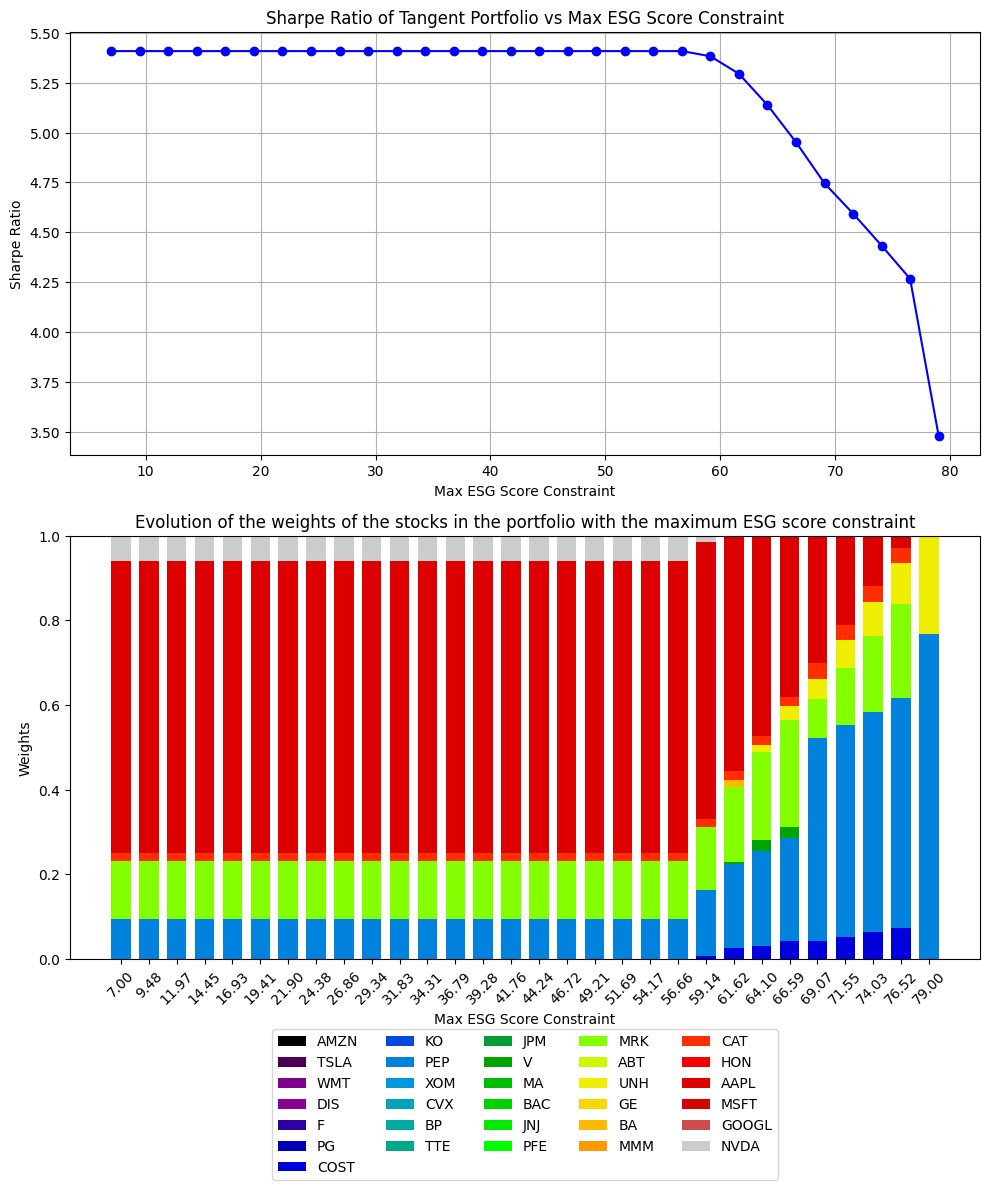 Sharpe Ratio of Tangent Portfolio vs Max ESG Score Constraint
5.50
5.25
5.00
4.75
4.50
4.25
4.00
3.75
3.50
Sharpe Ratio
10 20 30 40 50 60 70 80
Max ESG Score Constraint
Evolution of the weights of the stocks in the portfolio with the maximum ESG score constraint
1.0
0.8
0.6
0.4
0.2
0.0
Weights
7.00 9.48 11.97 14.45 16.93 19.41 21.90 24.38 26.86 29.34 31.83 34.31 36.79 39.28 41.76 44.24 46.72 49.21 51.69 54.17 56.66 59.14 61.62 64.10 66.59 69.07 71.55 74.03 76.52 79.00
Max ESG Score Constraint
AMZN KO JPM MRK CAT
TSLA PEP V ABT HON
WMT XOM MA UNH AAPL
DIS CVX BAC GE MSFT
F BP JNJ BA GOOGL
PG TTE PFE MMM NVDA
COST